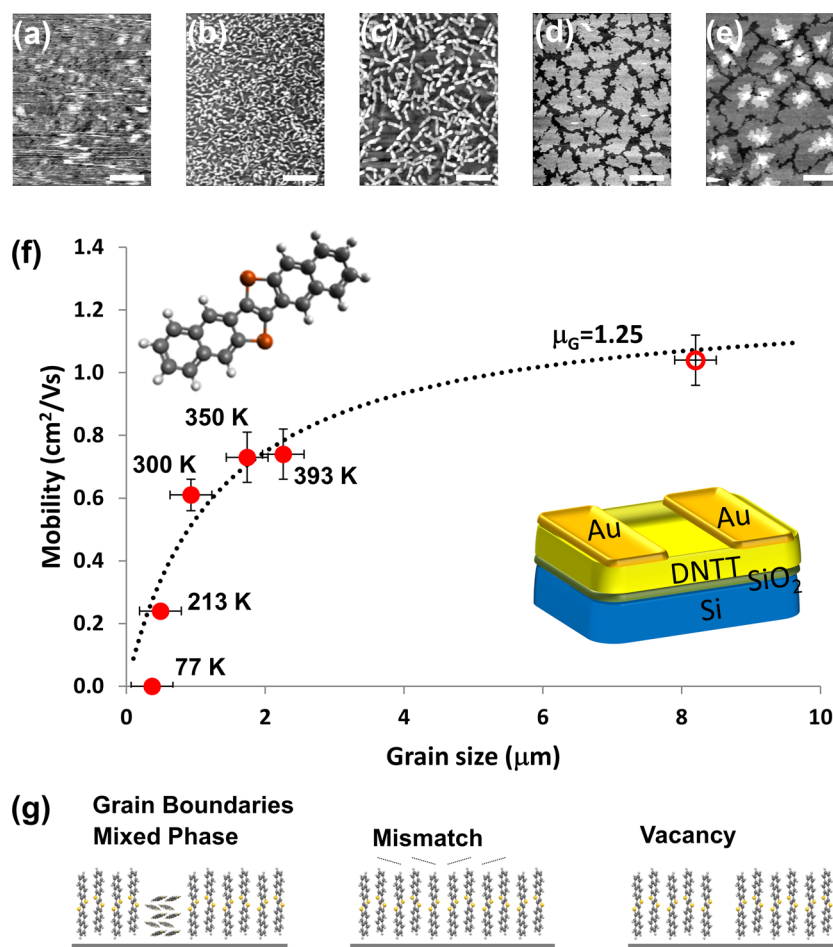 (a) (b) (c) (d) (e)
(f)
Mobility (cm²/Vs)
1.4
1.2
1.0
0.8
0.6
0.4
0.2
0.0
μG=1.25
350 K
300 K
393 K
213 K
77 K
Au Au
DNTT
SiO₂
Si
0 2 4 6 8 10
Grain size (μm)
(g)
Grain Boundaries
Mixed Phase
Mismatch
Vacancy